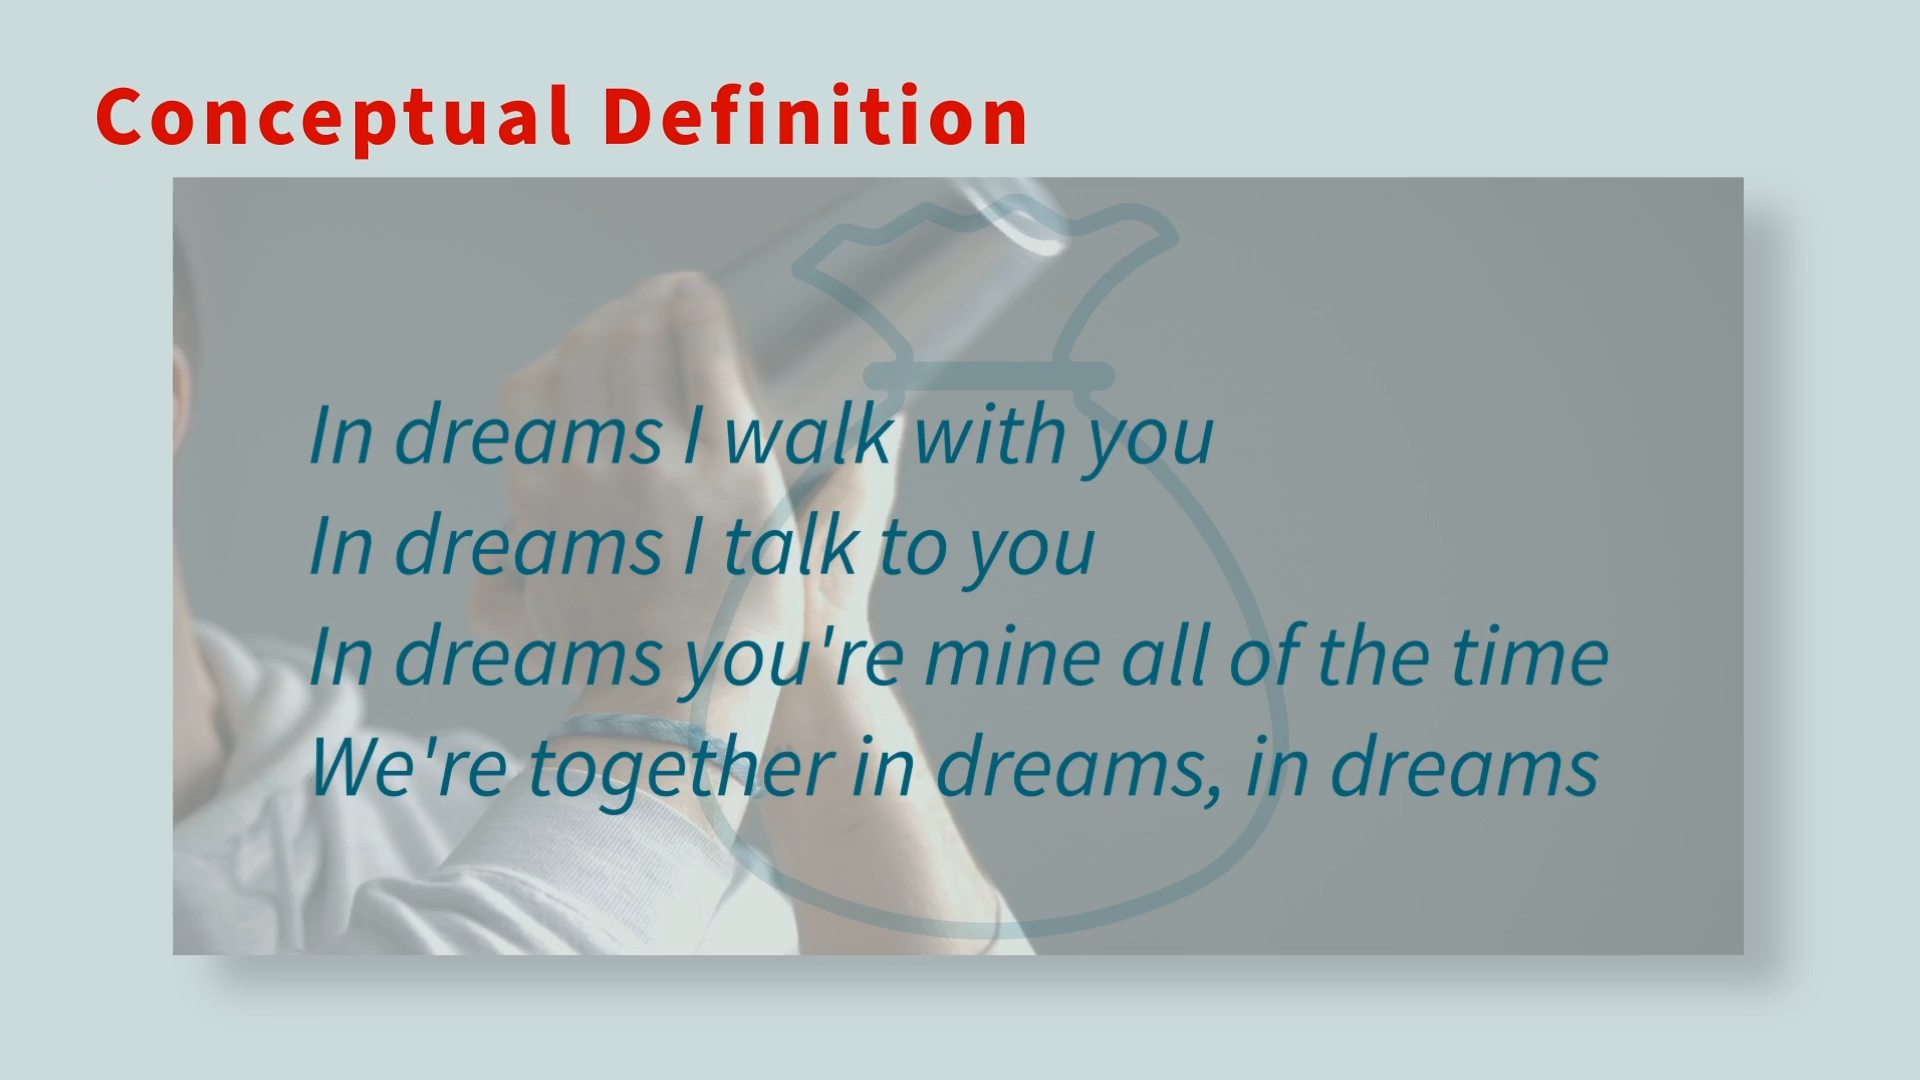 Conceptual Definition
In dreams I walk with you
In dreams I talk to you
In dreams you're mine all of the time
We're together in dreams, in dreams